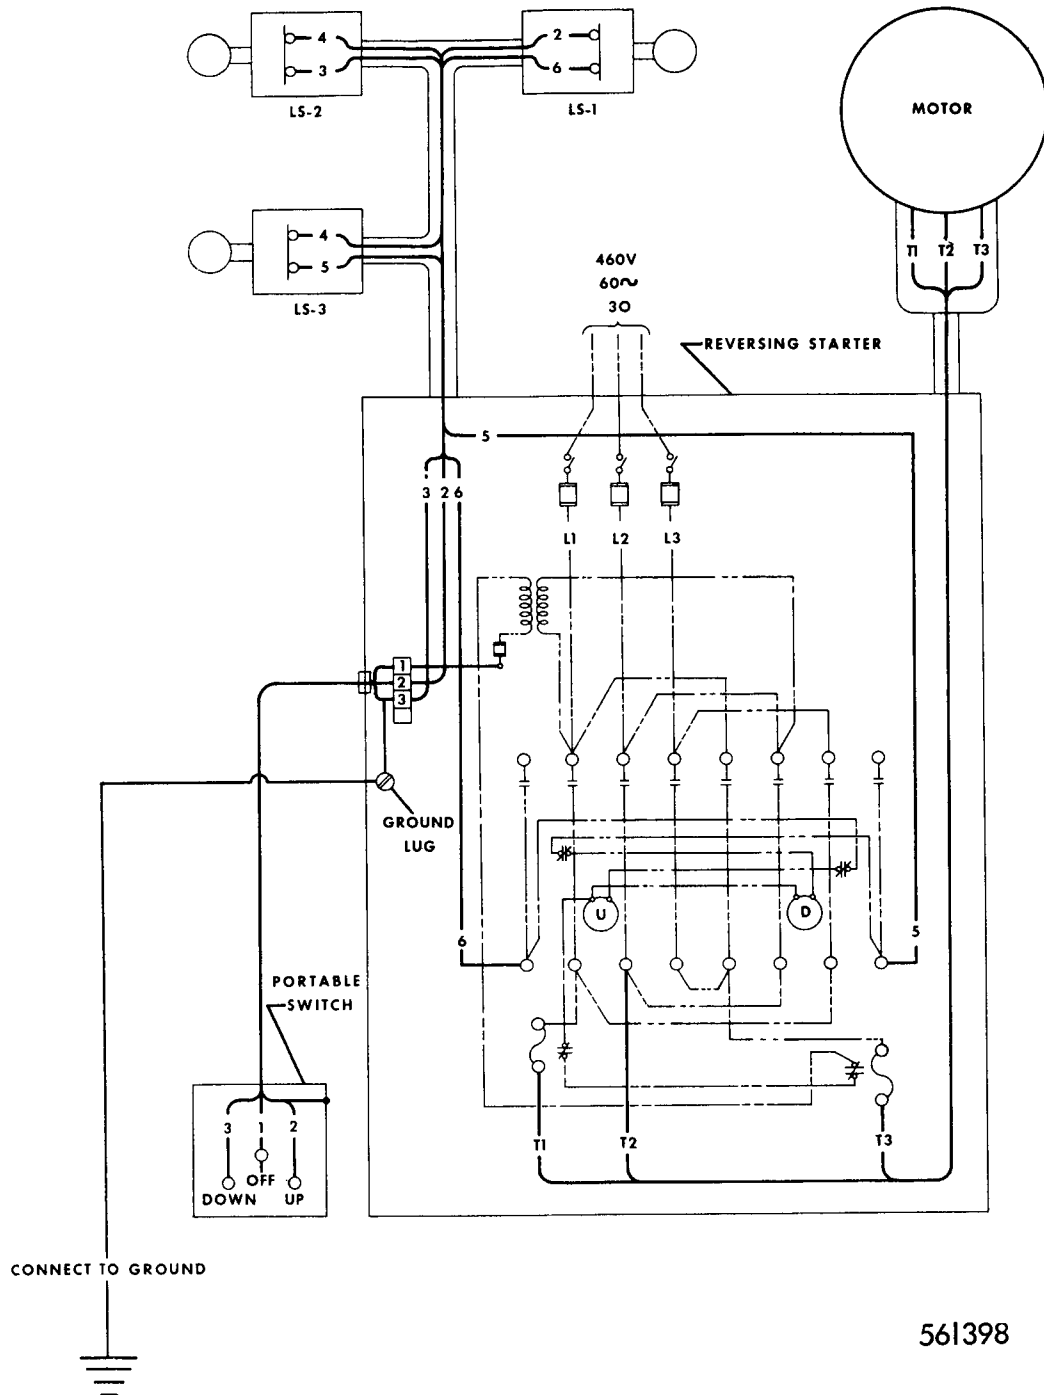 4
3
LS-2
2
6
LS-1
MOTOR
4
5
LS-3
T1
T2
T3
460V
60~
3O
REVERSING STARTER
5
3 2 6
L1
L2
L3
1
2
3
GROUND
LUG
U
D
6
5
PORTABLE
SWITCH
3
1
2
OFF
DOWN
UP
T1
T2
T3
CONNECT TO GROUND
561398